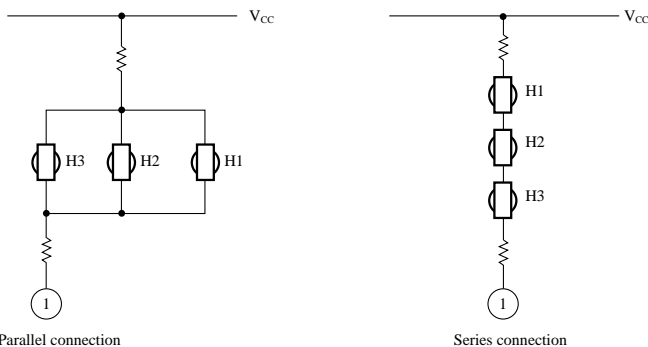 V_CC
H3
H2
H1
1
Parallel connection
V_CC
H1
H2
H3
1
Series connection